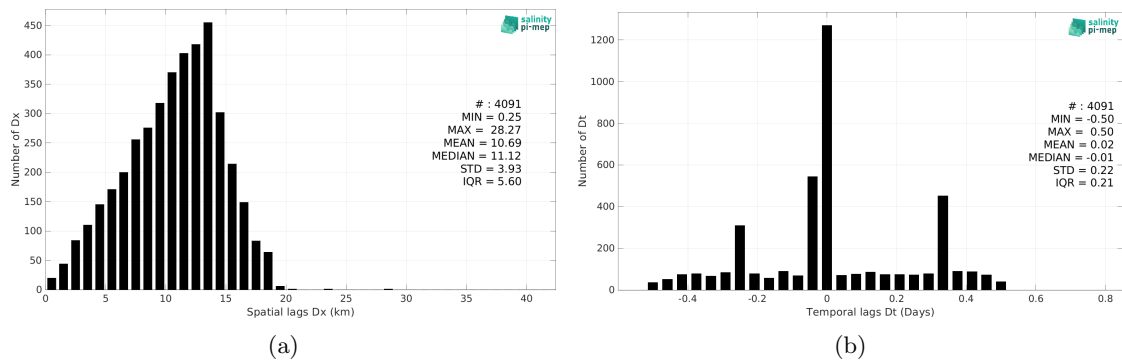 450
400
350
300
250
200
150
100
50
0
Number of Dx
0 5 10 15 20 25 30 35 40
Spatial lags Dx (km)
salinity
pi-mep
# : 4091
MIN = 0.25
MAX = 28.27
MEAN = 10.69
MEDIAN = 11.12
STD = 3.93
IQR = 5.60
(a)
1200
1000
800
600
400
200
0
Number of Dt
-0.4 -0.2 0 0.2 0.4 0.6 0.8
Temporal lags Dt (Days)
salinity
pi-mep
# : 4091
MIN = -0.50
MAX = 0.50
MEAN = 0.02
MEDIAN = -0.01
STD = 0.22
IQR = 0.21
(b)